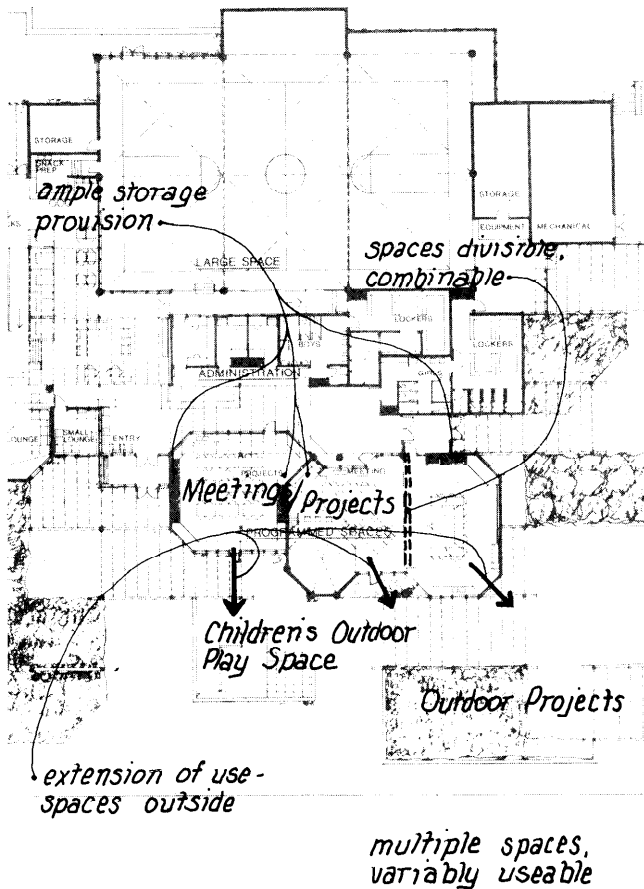 STORAGE
SNACK
PREP
ample storage
provision
STORAGE
EQUIPMENT
MECHANICAL
LARGE SPACE
spaces divisible,
combinable
LOCKERS
LOCKERS
ADMINISTRATION
LOUNGE
SMALL
LOUNGE
ENTRY
PROJECTS
MEETING
Meetings/Projects
PROGRAMMED SPACES
Children's Outdoor
Play Space
Outdoor Projects
extension of use-
spaces outside
multiple spaces,
variably useable